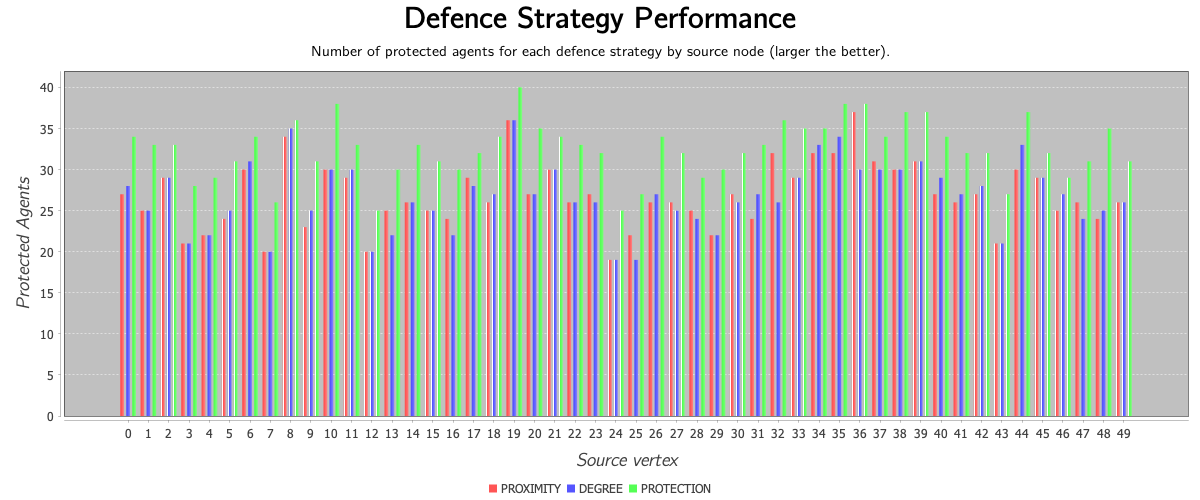 Defence Strategy Performance
Number of protected agents for each defence strategy by source node (larger the better).
40
35
30
25
20
15
10
5
0
Protected Agents
0 1 2 3 4 5 6 7 8 9 10 11 12 13 14 15 16 17 18 19 20 21 22 23 24 25 26 27 28 29 30 31 32 33 34 35 36 37 38 39 40 41 42 43 44 45 46 47 48 49
Source vertex
PROXIMITY DEGREE PROTECTION